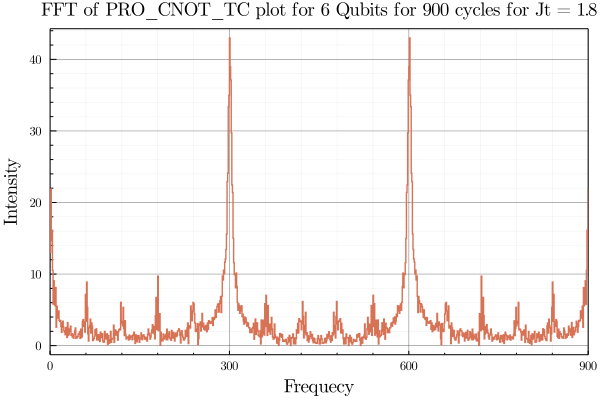 FFT of PRO_CNOT_TC plot for 6 Qubits for 900 cycles for Jt = 1.8
40
30
20
10
0
Intensity
0 300 600 900
Frequecy